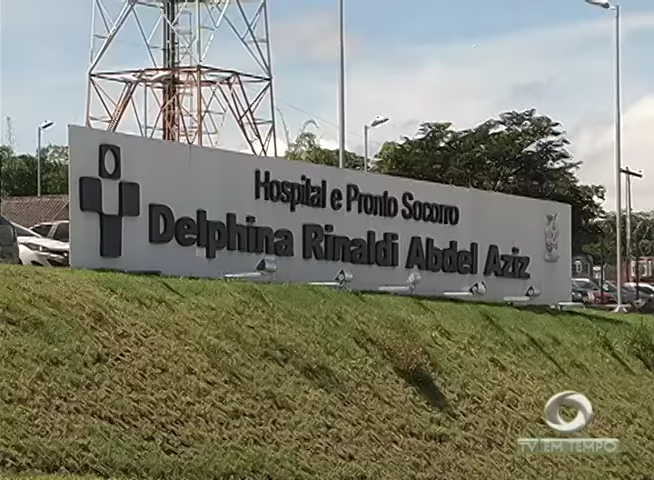 Hospital e Pronto Socorro
Delphina Rinaldi Abdel Aziz
TV EM TEMPO